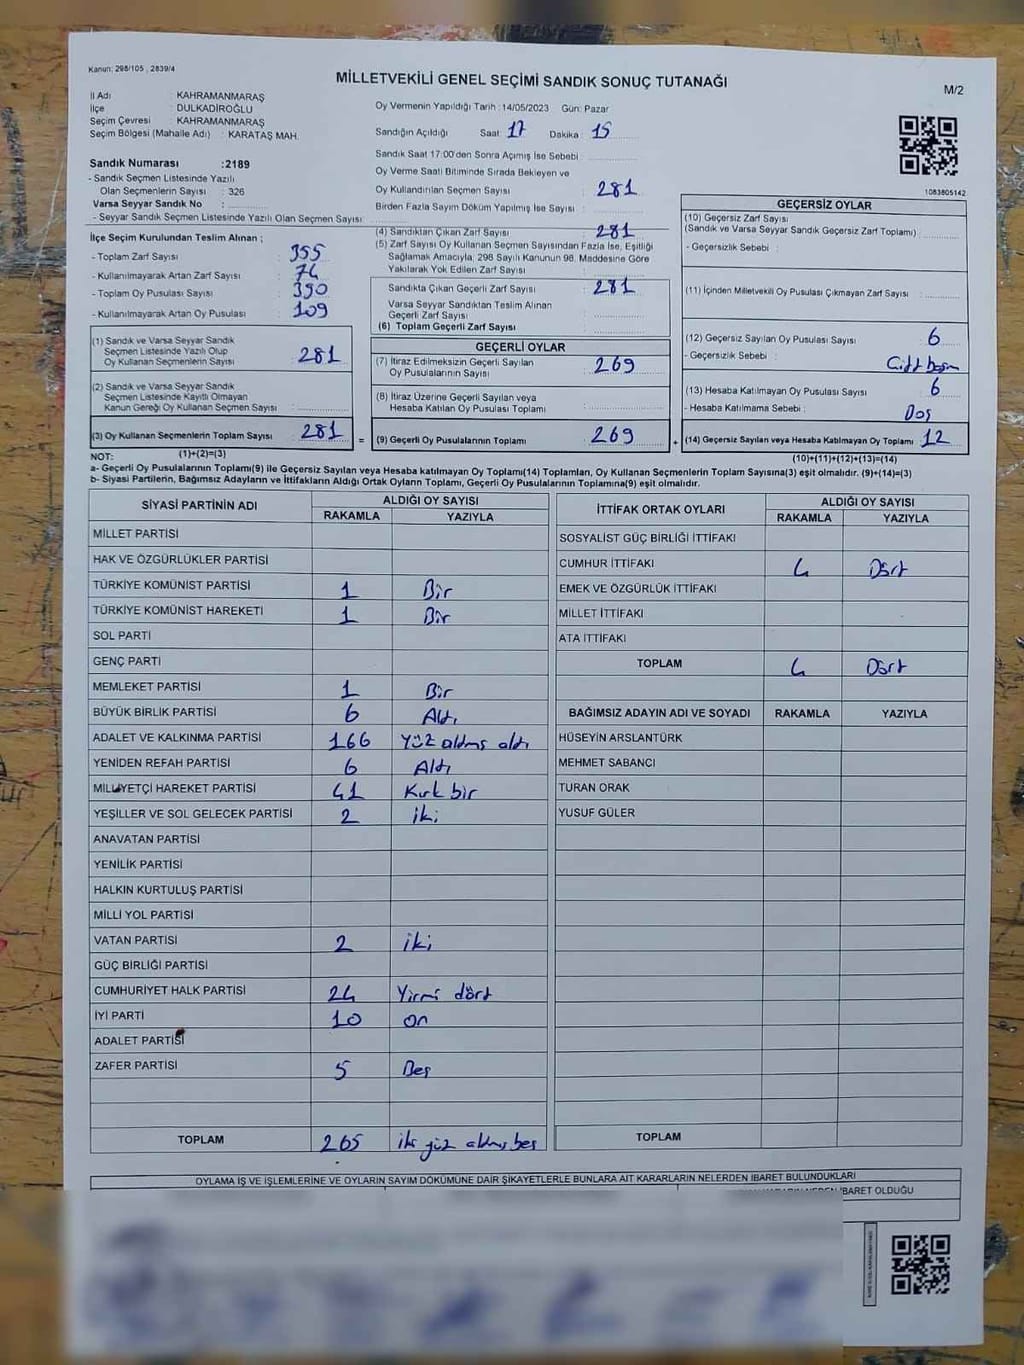 Kanun: 298/105 , 2839/4
MİLLETVEKİLİ GENEL SEÇİMİ SANDIK SONUÇ TUTANAĞI
M/2
İl Adı : KAHRAMANMARAŞ
İlçe : DULKADİROĞLU
Seçim Çevresi : KAHRAMANMARAŞ
Seçim Bölgesi (Mahalle Adı) : KARATAŞ MAH.
Sandık Numarası :2189
- Sandık Seçmen Listesinde Yazılı
Olan Seçmenlerin Sayısı : 326
Varsa Seyyar Sandık No :
- Seyyar Sandık Seçmen Listesinde Yazılı Olan Seçmen Sayısı
Oy Vermenin Yapıldığı Tarih : 14/05/2023 Gün: Pazar
Sandığın Açıldığı Saat: 17 Dakika : 15
Sandık Saat 17:00'den Sonra Açımış İse Sebebi :
Oy Verme Saati Bitiminde Sırada Bekleyen ve
Oy Kullandırılan Seçmen Sayısı : 281
Birden Fazla Sayım Döküm Yapılmış İse Sayısı :
1083805142
İlçe Seçim Kurulundan Teslim Alınan ;
- Toplam Zarf Sayısı : 355
- Kullanılmayarak Artan Zarf Sayısı : 74
- Toplam Oy Pusulası Sayısı : 390
- Kullanılmayarak Artan Oy Pusulası : 109
(1) Sandık ve Varsa Seyyar Sandık
Seçmen Listesinde Yazılı Olup
Oy Kullanan Seçmenlerin Sayısı : 281
(2) Sandık ve Varsa Seyyar Sandık
Seçmen Listesinde Kayıtlı Olmayan
Kanun Gereği Oy Kullanan Seçmen Sayısı :
(3) Oy Kullanan Seçmenlerin Toplam Sayısı : 281
(4) Sandıktan Çıkan Zarf Sayısı : 281
(5) Zarf Sayısı Oy Kullanan Seçmen Sayısından Fazla İse, Eşitliği
Sağlamak Amacıyla; 298 Sayılı Kanunun 98. Maddesine Göre
Yakılarak Yok Edilen Zarf Sayısı :
Sandıkta Çıkan Geçerli Zarf Sayısı : 281
Varsa Seyyar Sandıktan Teslim Alınan
Geçerli Zarf Sayısı :
(6) Toplam Geçerli Zarf Sayısı :
GEÇERLİ OYLAR
(7) İtiraz Edilmeksizin Geçerli Sayılan
Oy Pusulalarının Sayısı : 269
(8) İtiraz Üzerine Geçerli Sayılan veya
Hesaba Katılan Oy Pusulası Toplamı :
= (9) Geçerli Oy Pusulalarının Toplamı : 269
GEÇERSİZ OYLAR
(10) Geçersiz Zarf Sayısı
(Sandık ve Varsa Seyyar Sandık Geçersiz Zarf Toplamı) :
- Geçersizlik Sebebi :
(11) İçinden Milletvekili Oy Pusulası Çıkmayan Zarf Sayısı :
(12) Geçersiz Sayılan Oy Pusulası Sayısı : 6
- Geçersizlik Sebebi :
(13) Hesaba Katılmayan Oy Pusulası Sayısı : 6
- Hesaba Katılmama Sebebi : Boş
+ (14) Geçersiz Sayılan veya Hesaba Katılmayan Oy Toplamı : 12
NOT: (1)+(2)=(3)
(10)+(11)+(12)+(13)=(14)
a- Geçerli Oy Pusulalarının Toplamı(9) ile Geçersiz Sayılan veya Hesaba katılmayan Oy Toplamı(14) Toplamları, Oy Kullanan Seçmenlerin Toplam Sayısına(3) eşit olmalıdır. (9)+(14)=(3)
b- Siyasi Partilerin, Bağımsız Adayların ve İttifakların Aldığı Ortak Oyların Toplamı, Geçerli Oy Pusulalarının Toplamına(9) eşit olmalıdır.
SİYASİ PARTİNİN ADI ALDIĞI OY SAYISI
RAKAMLA YAZIYLA
MİLLET PARTİSİ
HAK VE ÖZGÜRLÜKLER PARTİSİ
TÜRKİYE KOMÜNİST PARTİSİ 1 Bir
TÜRKİYE KOMÜNİST HAREKETİ 1 Bir
SOL PARTİ
GENÇ PARTİ
MEMLEKET PARTİSİ 1 Bir
BÜYÜK BİRLİK PARTİSİ 6 Altı
ADALET VE KALKINMA PARTİSİ 166 Yüz altmış altı
YENİDEN REFAH PARTİSİ 6 Altı
MİLLİYETÇİ HAREKET PARTİSİ 41 Kırk bir
YEŞİLLER VE SOL GELECEK PARTİSİ 2 iki
ANAVATAN PARTİSİ
YENİLİK PARTİSİ
HALKIN KURTULUŞ PARTİSİ
MİLLİ YOL PARTİSİ
VATAN PARTİSİ 2 iki
GÜÇ BİRLİĞİ PARTİSİ
CUMHURİYET HALK PARTİSİ 24 Yirmi dört
İYİ PARTİ 10 on
ADALET PARTİSİ
ZAFER PARTİSİ 5 Beş
TOPLAM 265 iki yüz altmış beş
İTTİFAK ORTAK OYLARI ALDIĞI OY SAYISI
RAKAMLA YAZIYLA
SOSYALİST GÜÇ BİRLİĞİ İTTİFAKI
CUMHUR İTTİFAKI 4 Dört
EMEK VE ÖZGÜRLÜK İTTİFAKI
MİLLET İTTİFAKI
ATA İTTİFAKI
TOPLAM 4 Dört
BAĞIMSIZ ADAYIN ADI VE SOYADI RAKAMLA YAZIYLA
HÜSEYİN ARSLANTÜRK
MEHMET SABANCI
TURAN ORAK
YUSUF GÜLER
TOPLAM
OYLAMA İŞ VE İŞLEMLERİNE VE OYLARIN SAYIM DÖKÜMÜNE DAİR ŞİKAYETLERLE BUNLARA AİT KARARLARIN NELERDEN İBARET BULUNDUKLARI
İBARET OLDUĞU